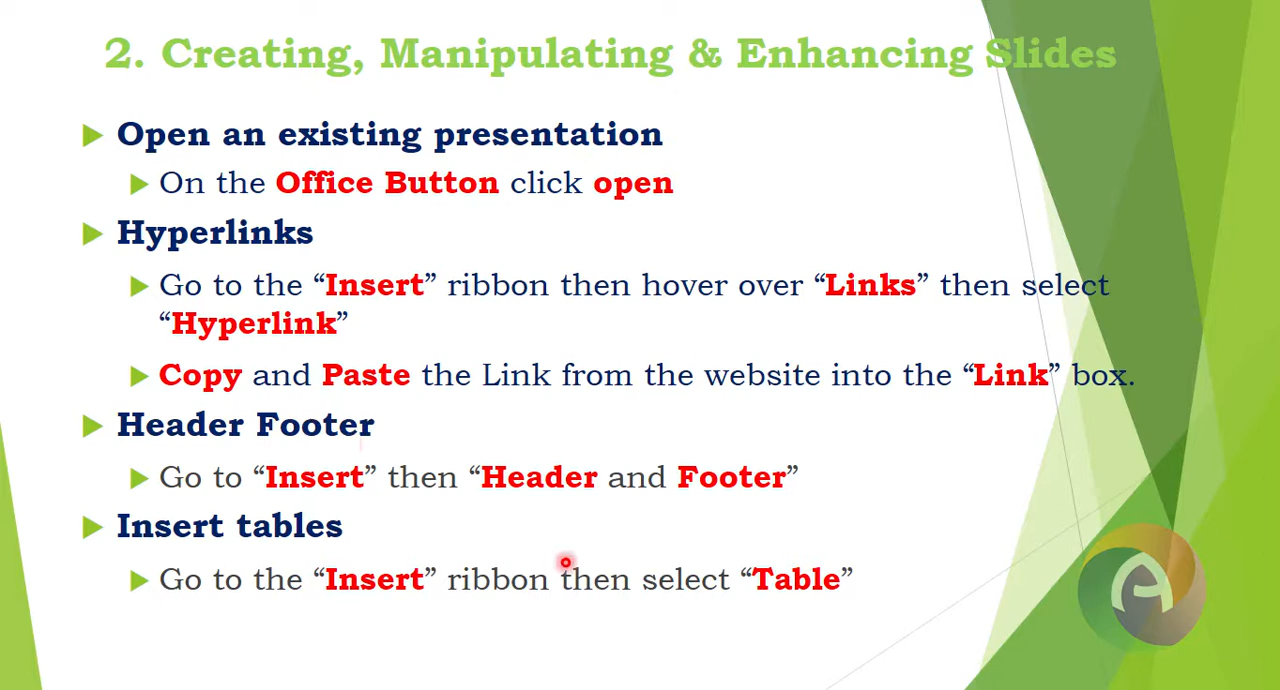 2. Creating, Manipulating & Enhancing Slides
Open an existing presentation
On the Office Button click open
Hyperlinks
Go to the “Insert” ribbon then hover over “Links” then select
“Hyperlink”
Copy and Paste the Link from the website into the “Link” box.
Header Footer
Go to “Insert” then “Header and Footer”
Insert tables
Go to the “Insert” ribbon then select “Table”